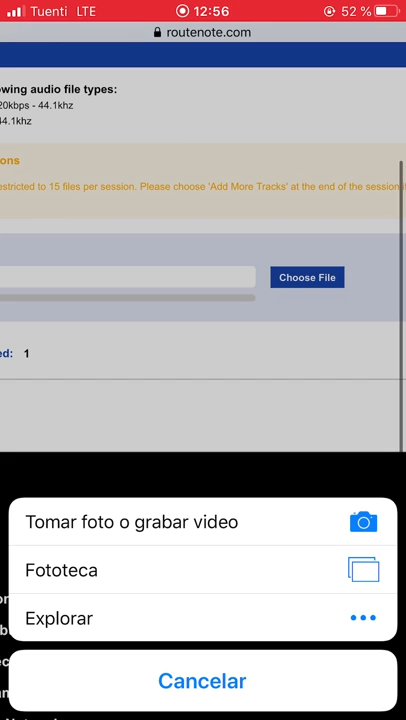 Tuenti LTE 12:56 52 %
routenote.com
owing audio file types:
20kbps - 44.1khz
44.1khz
ons
estricted to 15 files per session. Please choose 'Add More Tracks' at the end of the session i
Choose File
ed: 1
Tomar foto o grabar video
Fototeca
Explorar
Cancelar